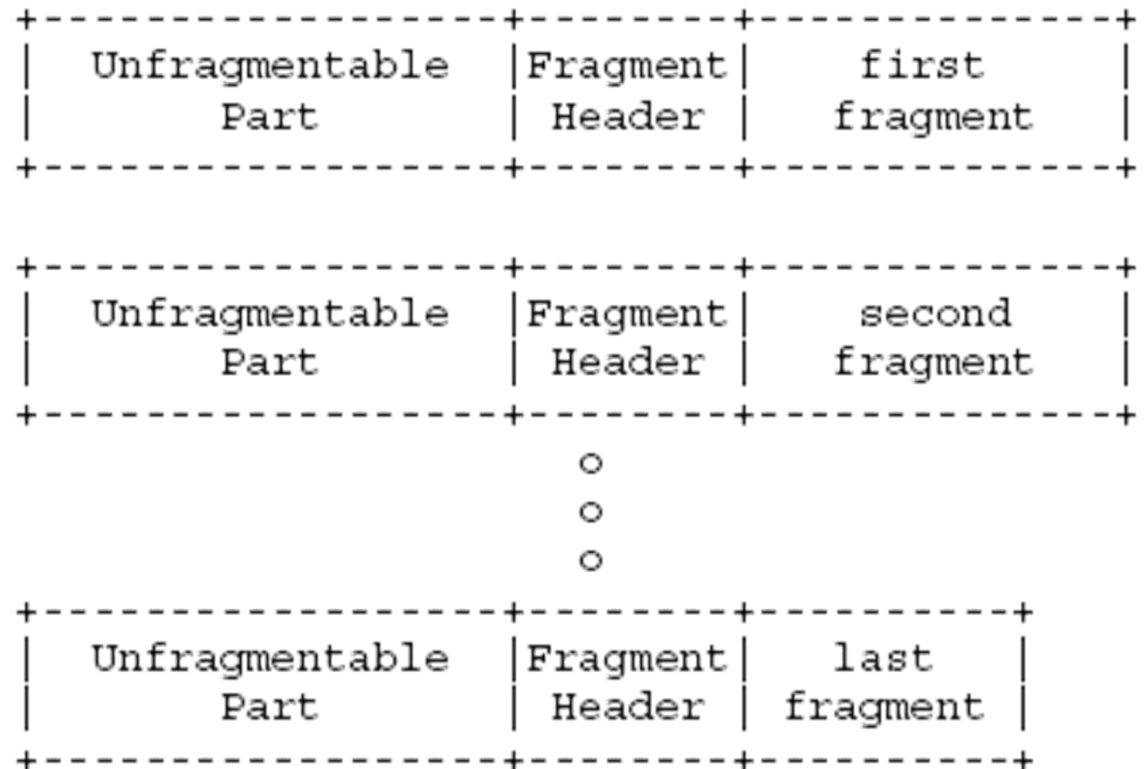 +-------------------+--------+---------------+
|  Unfragmentable   |Fragment|    first      |
|       Part        | Header |   fragment    |
+-------------------+--------+---------------+
+-------------------+--------+---------------+
|  Unfragmentable   |Fragment|    second     |
|       Part        | Header |   fragment    |
+-------------------+--------+---------------+
o
o
o
+-------------------+--------+-----------+
|  Unfragmentable   |Fragment|   last    |
|       Part        | Header | fragment  |
+-------------------+--------+-----------+